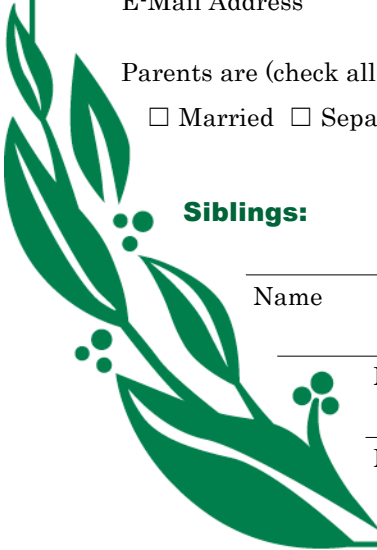 E-Mail Address
Parents are (check all
☐ Married ☐ Sepa
Siblings:
Name